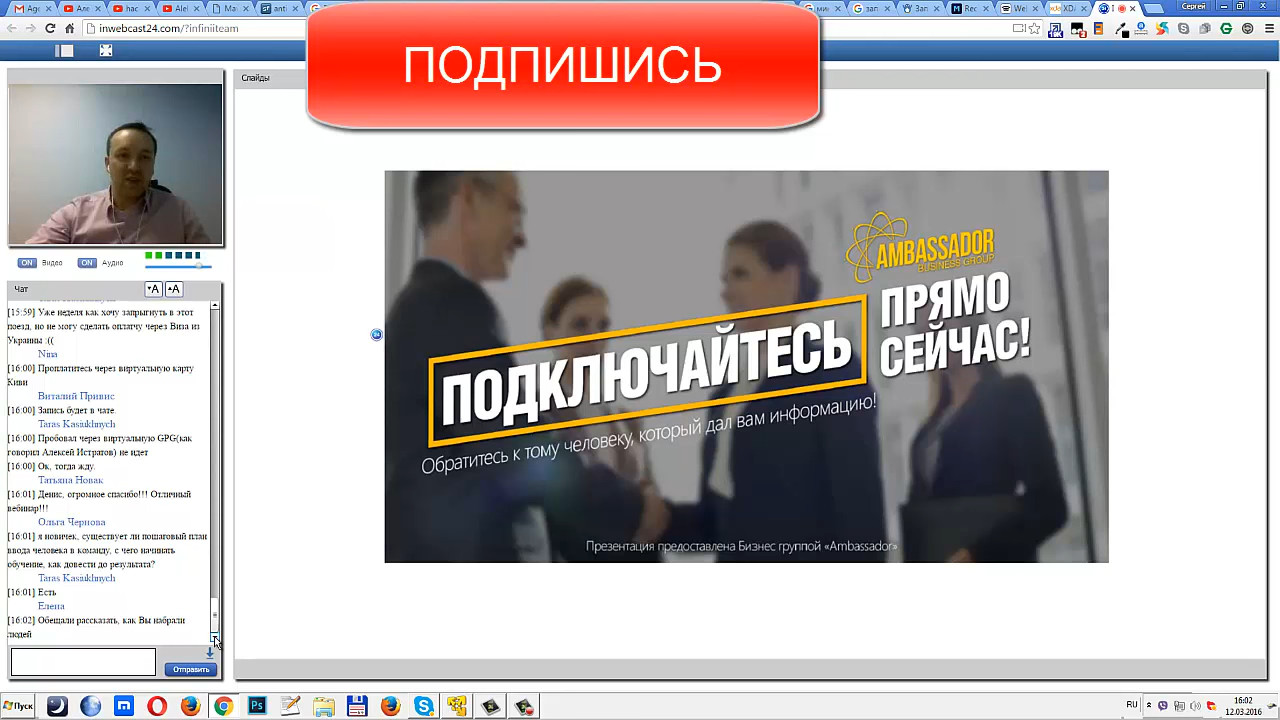 Сергей
inwebcast24.com/?infiniiteam
ПОДПИШИСЬ
Слайды
ON Видео ON Аудио
Чат
[15:59] Уже неделя как хочу запрыгнуть в этот
поезд, но не могу сделать оплатчу через Виза из
Украины :((
Nina
[16:00] Проплатитесь через виртуальную карту
Киви
Виталий Привис
[16:00] Запись будет в чате.
Taras Kasiukhnych
[16:00] Пробовал через виртуальную GPG(как
говорил Алексей Истратов) не идет
[16:00] Ок, тогда жду.
Татьяна Новак
[16:01] Денис, огромное спасибо!!! Отличный
вебинар!!!
Ольга Чернова
[16:01] я новичек, существует ли пошаговый план
ввода человека в команду, с чего начинать
обучение, как довести до результата?
Taras Kasiukhnych
[16:01] Есть
Елена
[16:02] Обещали рассказать, как Вы набрали
людей
Отправить
AMBASSADOR
BUSINESS GROUP
ПОДКЛЮЧАЙТЕСЬ
ПРЯМО
СЕЙЧАС!
Обратитесь к тому человеку, который дал вам информацию!
Презентация предоставлена Бизнес группой «Ambassador»
Пуск
RU
16:02
12.03.2016